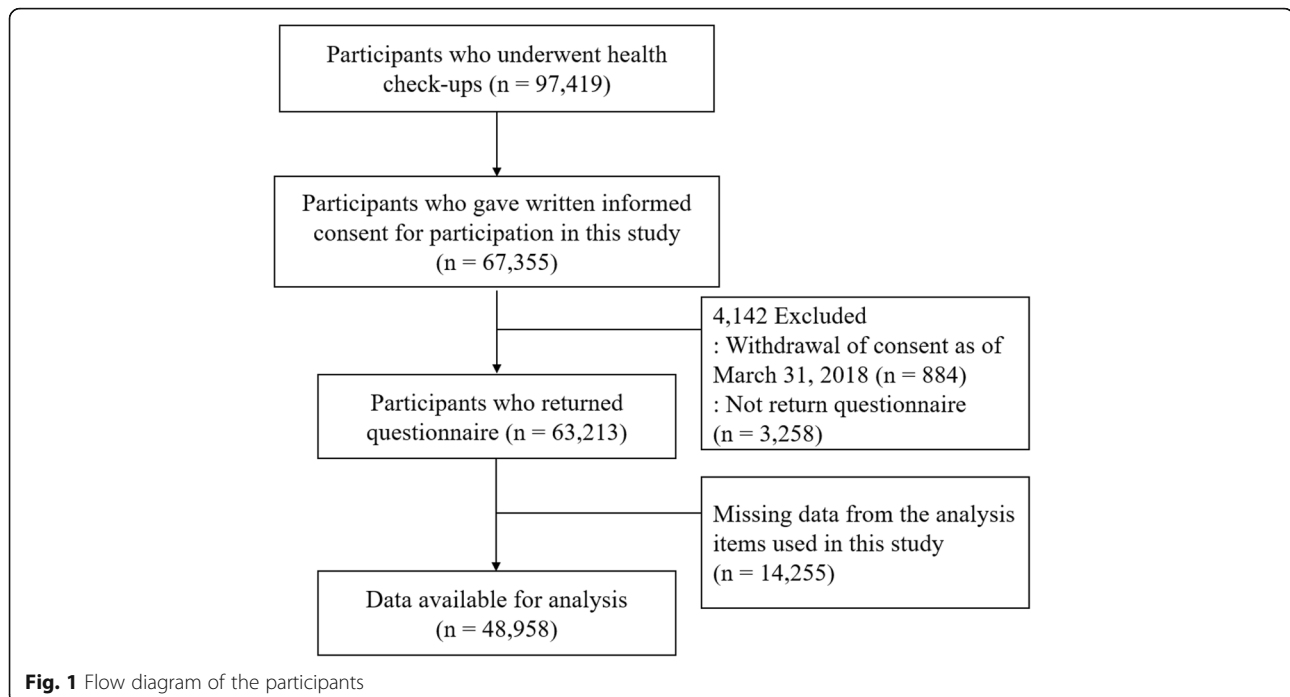 Participants who underwent health
check-ups (n = 97,419)
Participants who gave written informed
consent for participation in this study
(n = 67,355)
4,142 Excluded
: Withdrawal of consent as of
March 31, 2018 (n = 884)
: Not return questionnaire
(n = 3,258)
Participants who returned
questionnaire (n = 63,213)
Missing data from the analysis
items used in this study
(n = 14,255)
Data available for analysis
(n = 48,958)
Fig. 1 Flow diagram of the participants